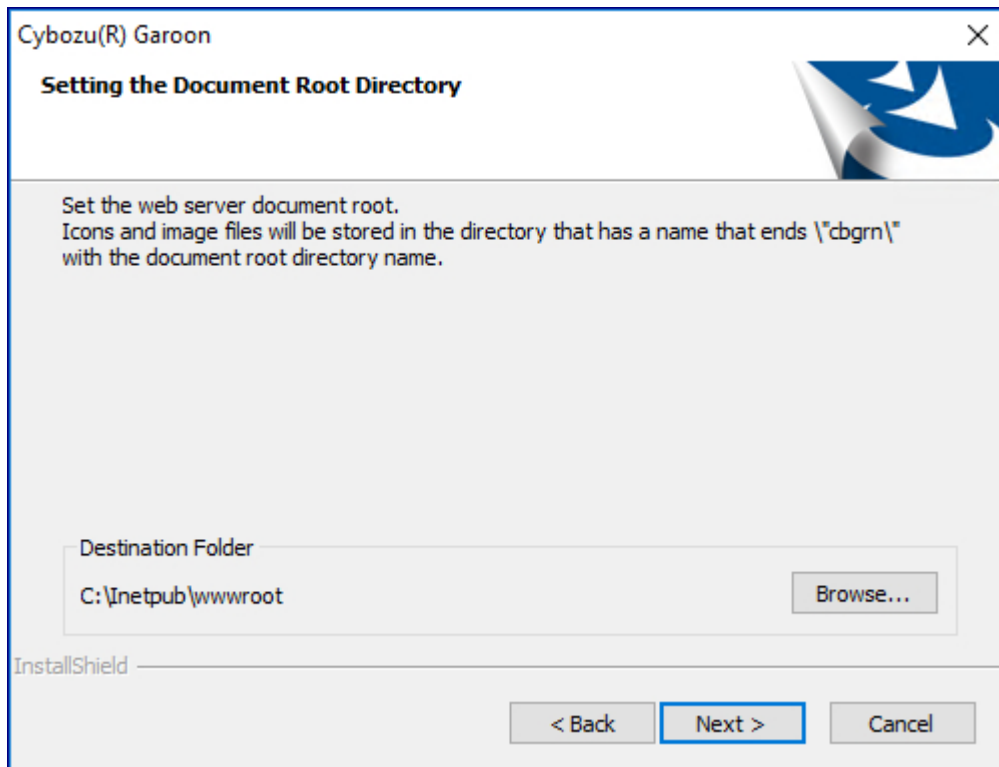 Cybozu(R) Garoon
Setting the Document Root Directory
Set the web server document root.
Icons and image files will be stored in the directory that has a name that ends \"cbgrn\"
with the document root directory name.
Destination Folder
C:\Inetpub\wwwroot
Browse...
InstallShield
< Back
Next >
Cancel